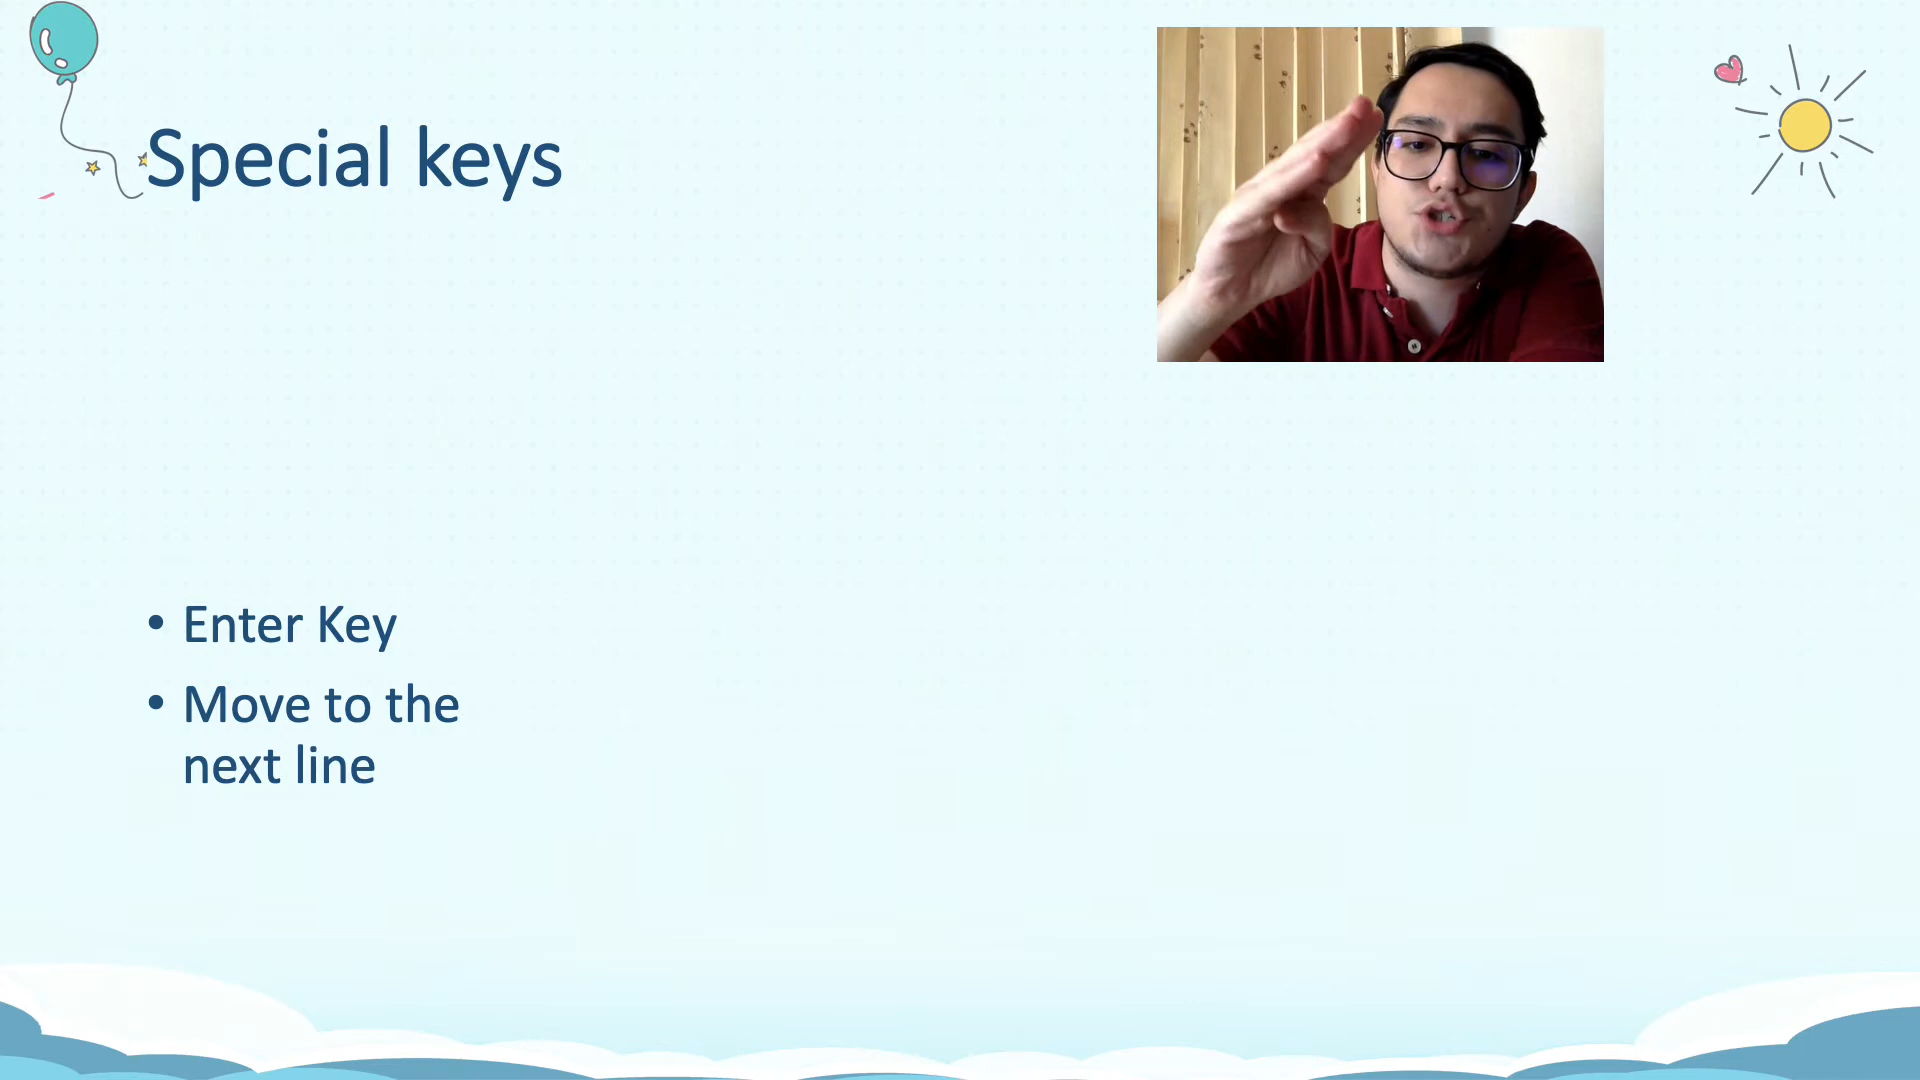 Special keys
• Enter Key
• Move to the
next line